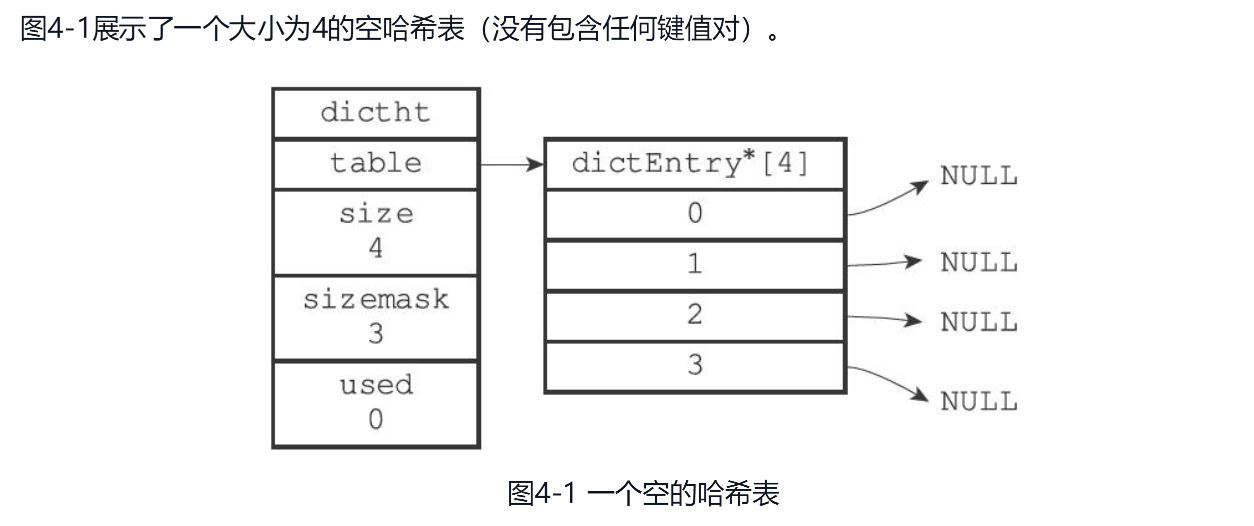 图4-1展示了一个大小为4的空哈希表（没有包含任何键值对）。
dictht
table
size
4
sizemask
3
used
0
dictEntry*[4]
0
1
2
3
NULL
NULL
NULL
NULL
图4-1 一个空的哈希表